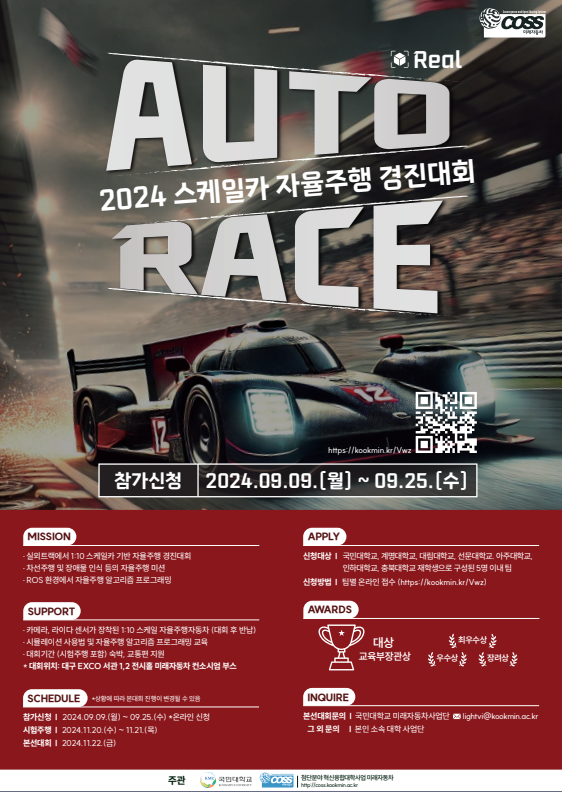 COSS
미래자동차
Real
AUTO
2024 스케일카 자율주행 경진대회
RACE
12
12
https://kookmin.kr/Vwz
참가신청 2024.09.09.(월) ~ 09.25.(수)
MISSION
· 실외트랙에서 1:10 스케일카 기반 자율주행 경진대회
· 차선주행 및 장애물 인식 등의 자율주행 미션
· ROS 환경에서 자율주행 알고리즘 프로그래밍
SUPPORT
· 카메라, 라이다 센서가 장착된 1:10 스케일 자율주행자동차 (대회 후 반납)
· 시뮬레이션 사용법 및 자율주행 알고리즘 프로그래밍 교육
· 대회기간 (시험주행 포함) 숙박, 교통편 지원
* 대회위치: 대구 EXCO 서관 1,2 전시홀 미래자동차 컨소시엄 부스
SCHEDULE *상황에 따라 본대회 진행이 변경될 수 있음
참가신청 I 2024.09.09.(월) ~ 09.25.(수) *온라인 신청
시험주행 I 2024.11.20.(수) ~ 11.21.(목)
본선대회 I 2024.11.22.(금)
APPLY
신청대상 I 국민대학교, 계명대학교, 대림대학교, 선문대학교, 아주대학교,
인하대학교, 충북대학교 재학생으로 구성된 5명 이내 팀
신청방법 I 팀별 온라인 접수 (https://kookmin.kr/Vwz)
AWARDS
대상
교육부장관상
최우수상
우수상 장려상
INQUIRE
본선대회문의 I 국민대학교 미래자동차사업단 lightvi@kookmin.ac.kr
그 외 문의 I 본인 소속 대학 사업단
주관 국민대학교 COSS 미래자동차 첨단분야 혁신융합대학사업 미래자동차
http://coss.kookmin.ac.kr